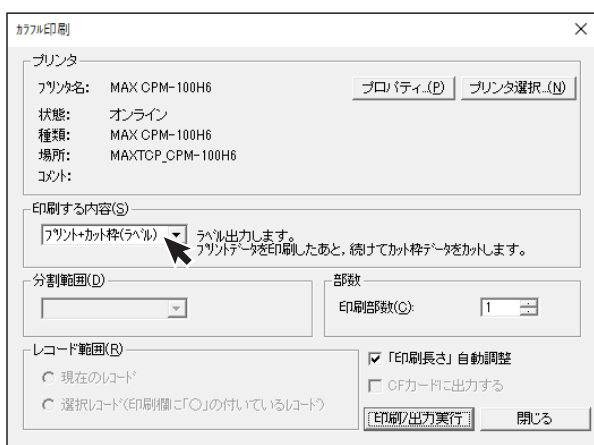 カラフル印刷
プリンタ
プリンタ名: MAX CPM-100H6 プロパティ...(P) プリンタ選択...(N)
状態: オンライン
種類: MAX CPM-100H6
場所: MAXTCP_CPM-100H6
コメント:
印刷する内容(S)
プリント+カット枠(ラベル) ラベル出力します。
プリントデータを印刷したあと，続けてカット枠データをカットします。
分割範囲(D) 部数
印刷部数(C): 1
レコード範囲(R)
現在のレコード
選択レコード(印刷欄に「○」の付いているレコード)
「印刷長さ」自動調整
CFカードに出力する
印刷/出力実行 閉じる